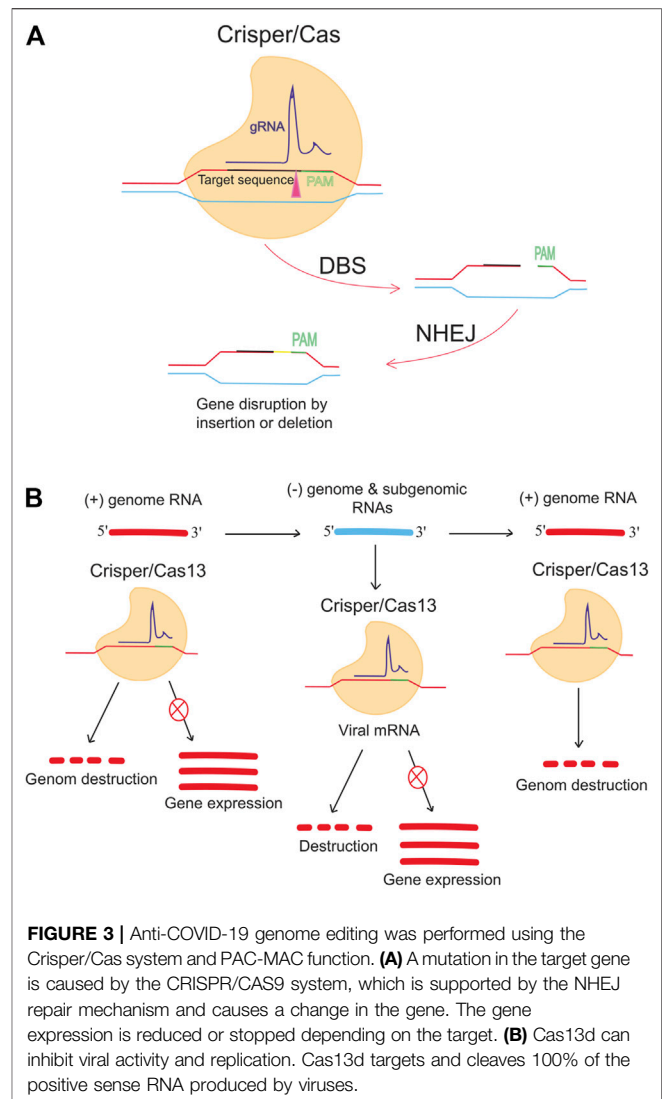 A
Crisper/Cas
gRNA
Target sequence
PAM
DBS
PAM
NHEJ
PAM
Gene disruption by
insertion or deletion
B
(+) genome RNA
(-) genome & subgenomic
RNAs
(+) genome RNA
5' 3'
5' 3'
5' 3'
Crisper/Cas13
Crisper/Cas13
Crisper/Cas13
Viral mRNA
Genom destruction
Gene expression
Destruction
Gene expression
Genom destruction
FIGURE 3 | Anti-COVID-19 genome editing was performed using the
Crisper/Cas system and PAC-MAC function. (A) A mutation in the target gene
is caused by the CRISPR/CAS9 system, which is supported by the NHEJ
repair mechanism and causes a change in the gene. The gene
expression is reduced or stopped depending on the target. (B) Cas13d can
inhibit viral activity and replication. Cas13d targets and cleaves 100% of the
positive sense RNA produced by viruses.